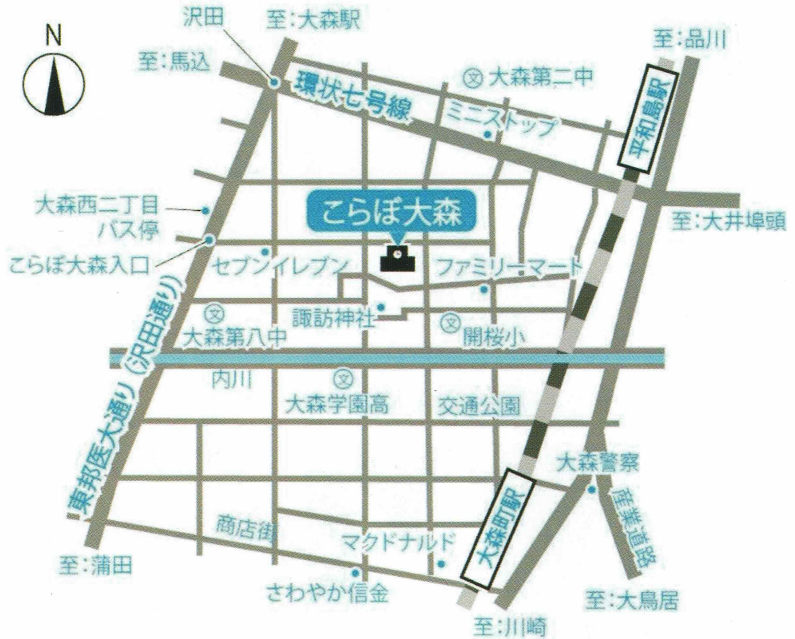 N
沢田
至：大森駅
至：馬込
環状七号線
文
大森第二中
ミニストップ
至：品川
平和島駅
至：大井埠頭
大森西二丁目
バス停
こらぼ大森入口
こらぼ大森
セブンイレブン
ファミリーマート
文
大森第八中
諏訪神社
文
開桜小
内川
文
大森学園高
交通公園
東邦医大通り（沢田通り）
大森警察
産業道路
大森町駅
商店街
マクドナルド
さわやか信金
至：蒲田
至：川崎
至：大鳥居